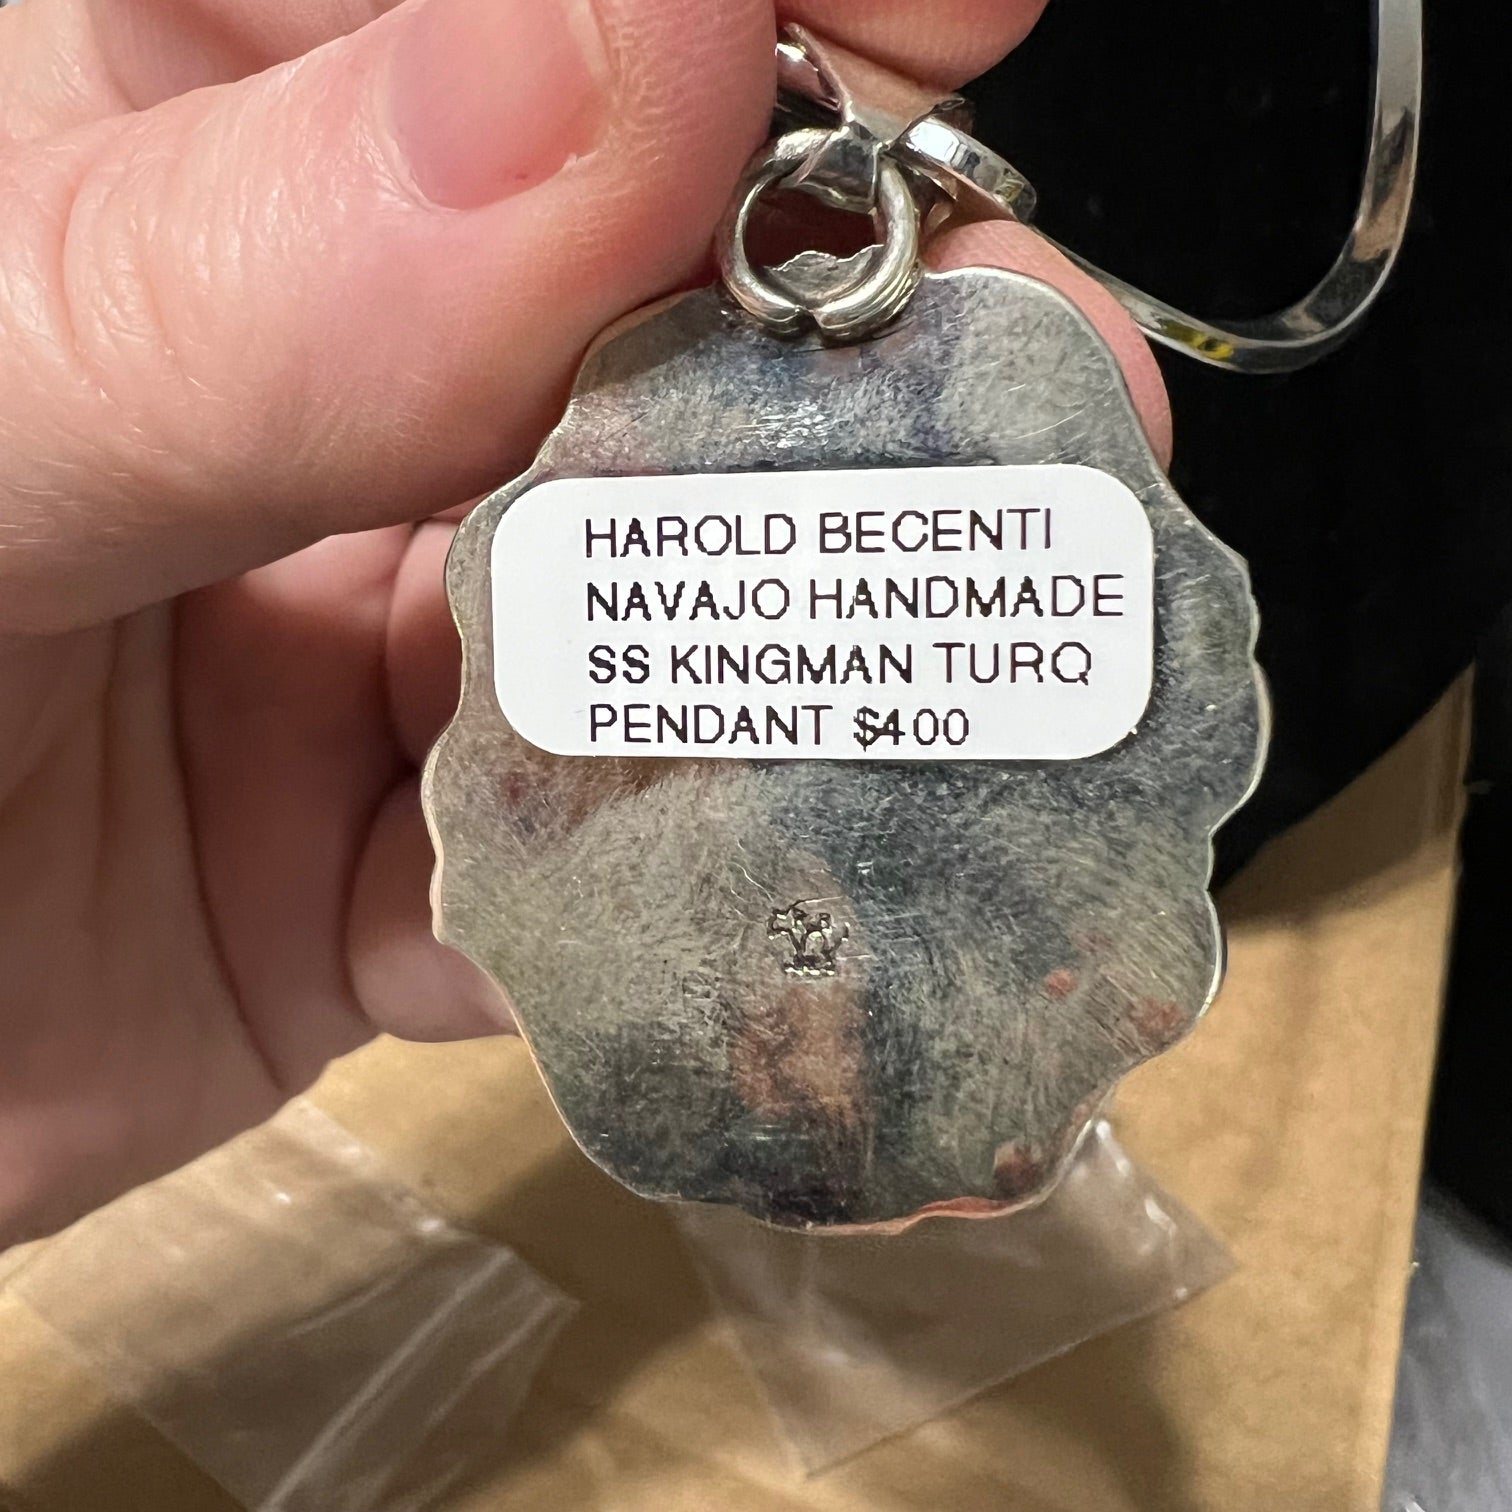 HAROLD BECENTI
NAVAJO HANDMADE
SS KINGMAN TURQ
PENDANT $400